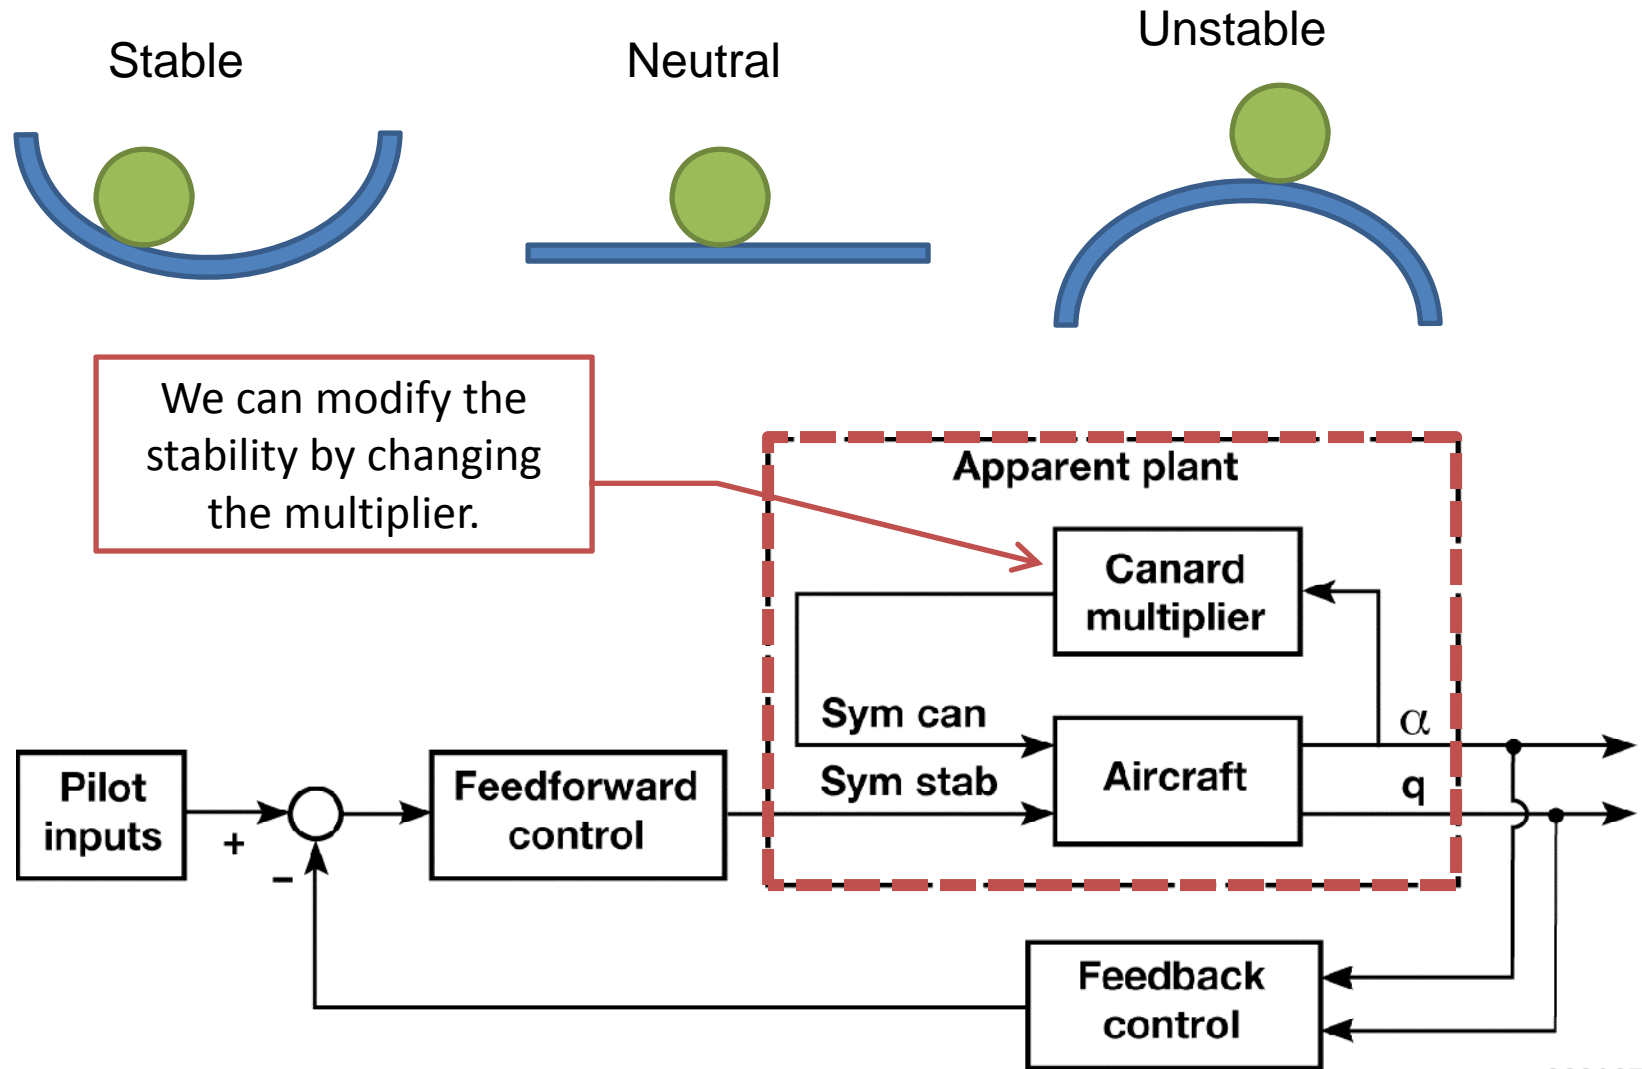 Stable
Neutral
Unstable
We can modify the
stability by changing
the multiplier.
Apparent plant
Canard
multiplier
Sym can
α
Pilot
inputs
+
−
Feedforward
control
Sym stab
Aircraft
q
Feedback
control